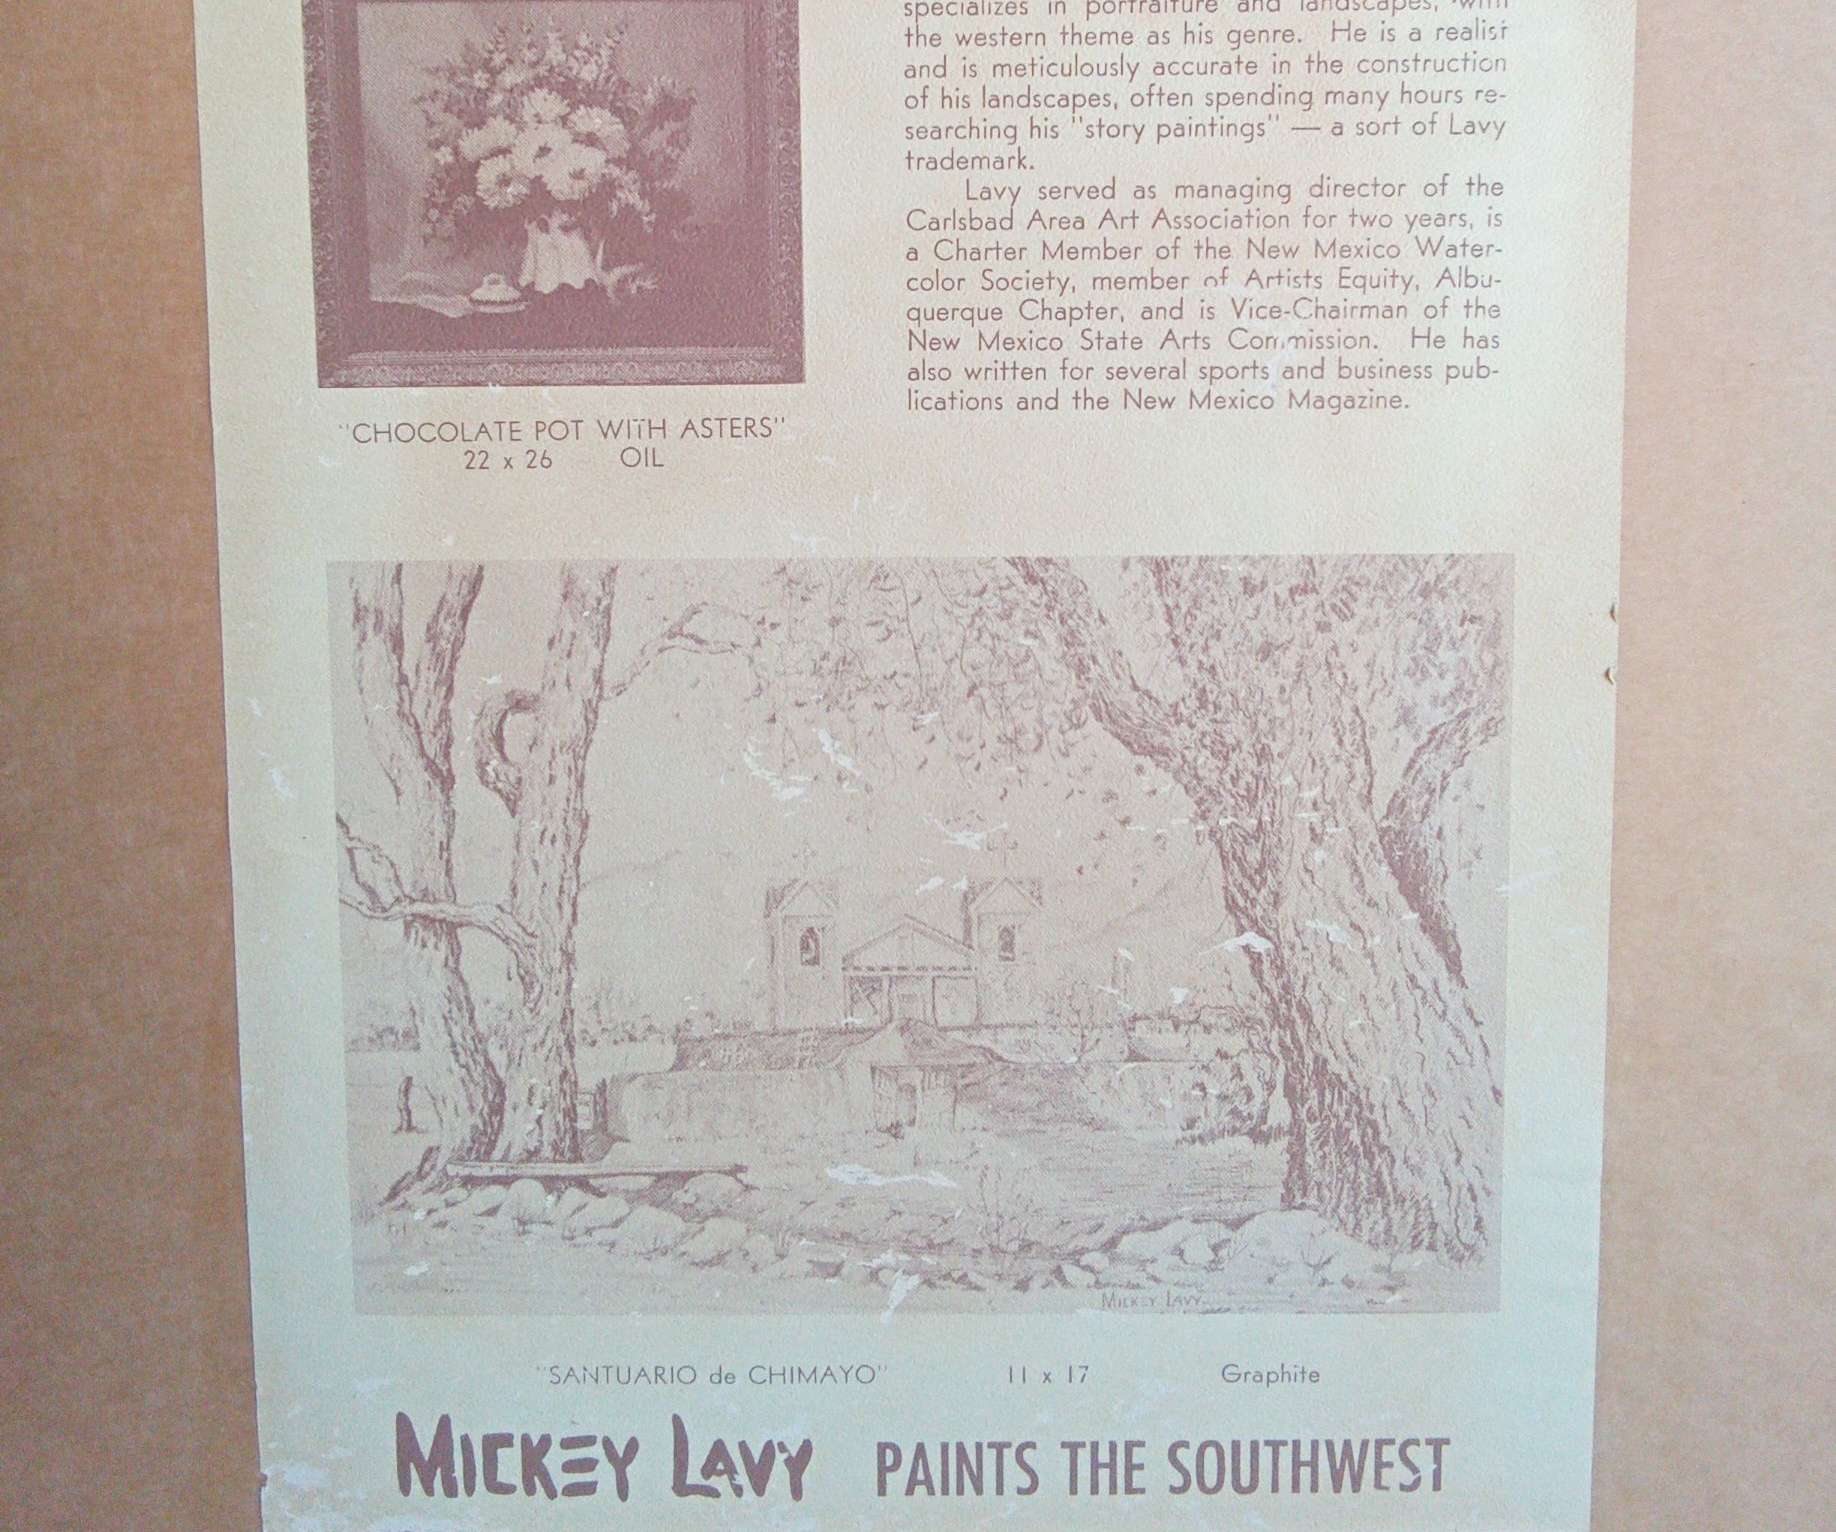 specializes in portraiture and landscapes, with
the western theme as his genre. He is a realist
and is meticulously accurate in the construction
of his landscapes, often spending many hours re-
searching his "story paintings" — a sort of Lavy
trademark.
Lavy served as managing director of the
Carlsbad Area Art Association for two years, is
a Charter Member of the New Mexico Water-
color Society, member of Artists Equity, Albu-
querque Chapter, and is Vice-Chairman of the
New Mexico State Arts Commission. He has
also written for several sports and business pub-
lications and the New Mexico Magazine.
"CHOCOLATE POT WITH ASTERS"
22 x 26 OIL
MICKEY LAVY
"SANTUARIO de CHIMAYO" 11 x 17 Graphite
MICKEY LAVY PAINTS THE SOUTHWEST